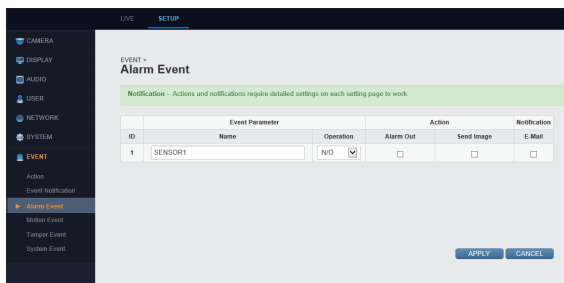 LIVE SETUP
CAMERA
DISPLAY
AUDIO
USER
NETWORK
SYSTEM
EVENT
Action
Event Notification
Alarm Event
Motion Event
Tamper Event
System Event
EVENT >
Alarm Event
Notification - Actions and notifications require detailed settings on each setting page to work.
Event Parameter Action Notification
ID Name Operation Alarm Out Send Image E-Mail
1 SENSOR1 N/O
APPLY CANCEL